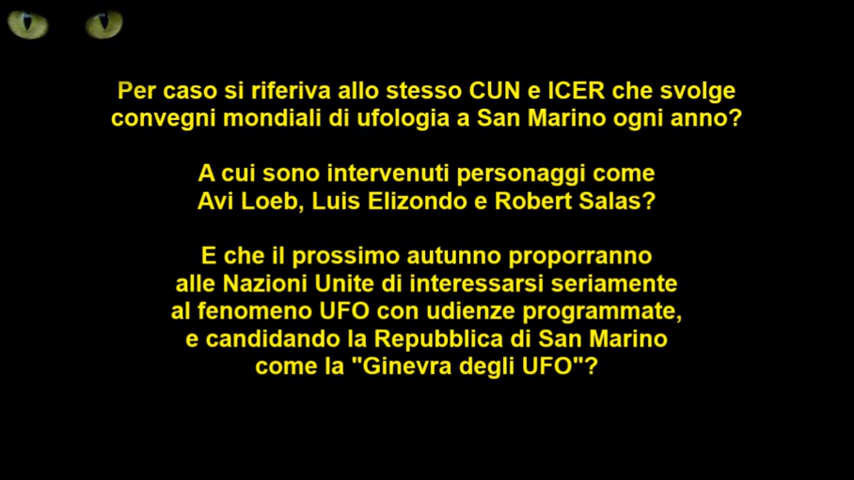 Per caso si riferiva allo stesso CUN e ICER che svolge
convegni mondiali di ufologia a San Marino ogni anno?
A cui sono intervenuti personaggi come
Avi Loeb, Luis Elizondo e Robert Salas?
E che il prossimo autunno proporranno
alle Nazioni Unite di interessarsi seriamente
al fenomeno UFO con udienze programmate,
e candidando la Repubblica di San Marino
come la "Ginevra degli UFO"?